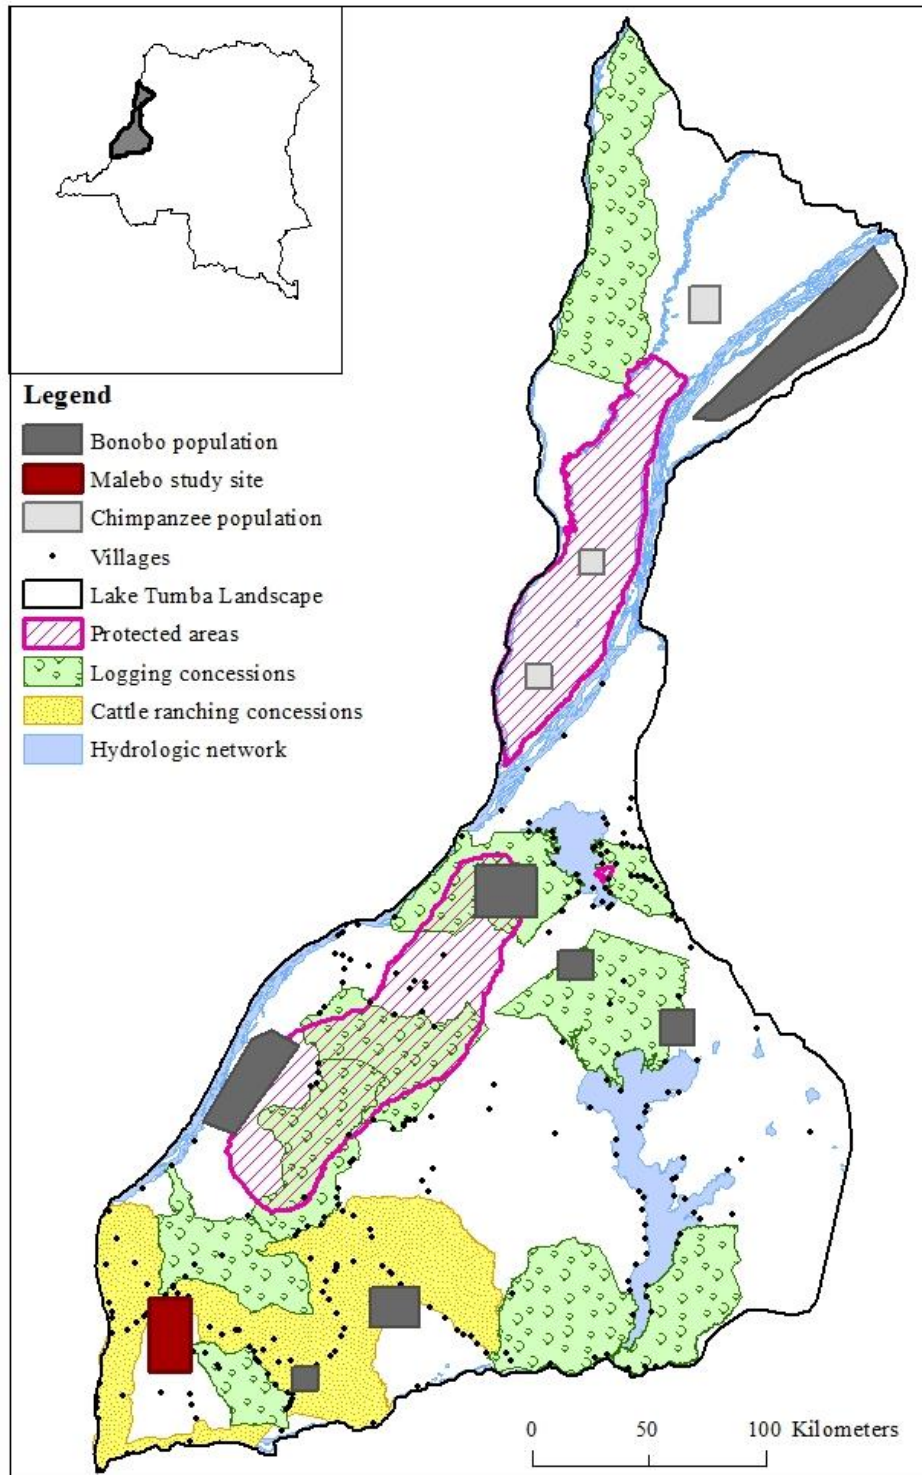 Legend
Bonobo population
Malebo study site
Chimpanzee population
Villages
Lake Tumba Landscape
Protected areas
Logging concessions
Cattle ranching concessions
Hydrologic network
0 50 100 Kilometers